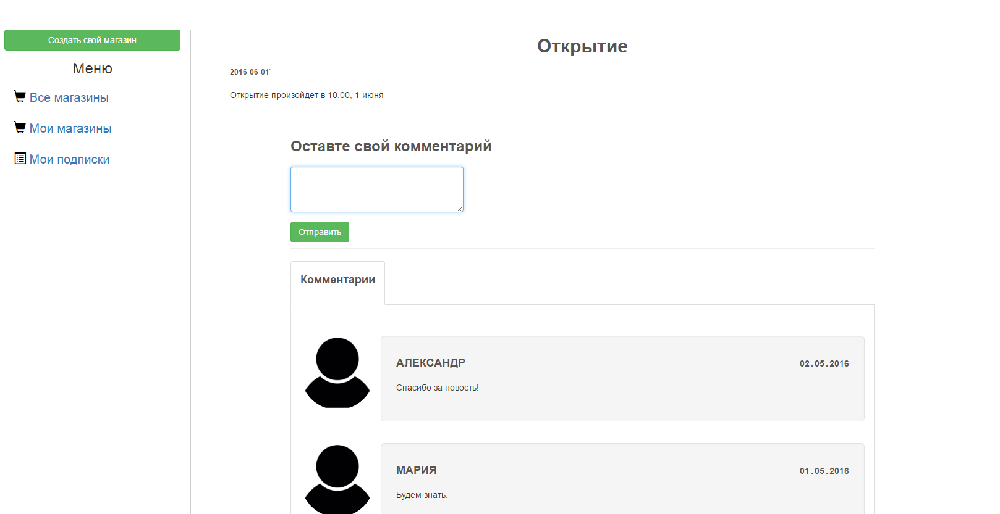 Создать свой магазин
Меню
Все магазины
Мои магазины
Мои подписки
Открытие
2016-06-01
Открытие произойдет в 10.00, 1 июня
Оставте свой комментарий
Отправить
Комментарии
АЛЕКСАНДР 02.05.2016
Спасибо за новость!
МАРИЯ 01.05.2016
Будем знать.